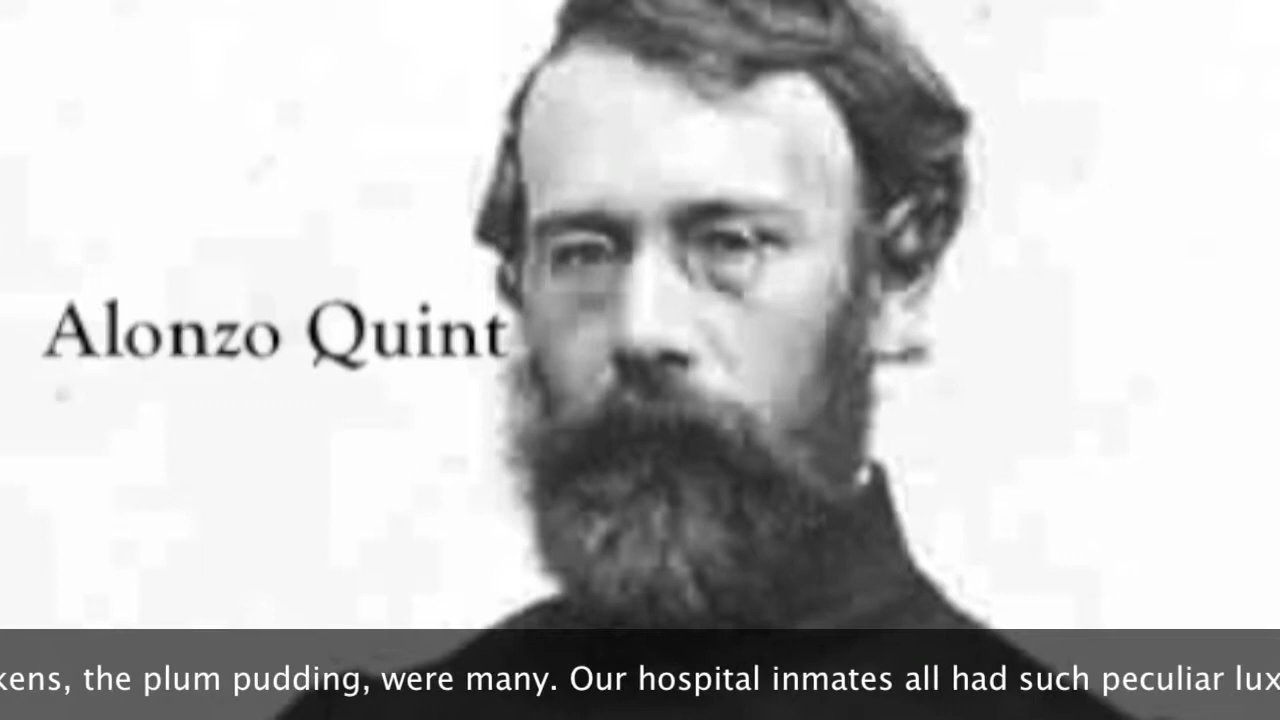 Alonzo Quint
kens, the plum pudding, were many. Our hospital inmates all had such peculiar lux